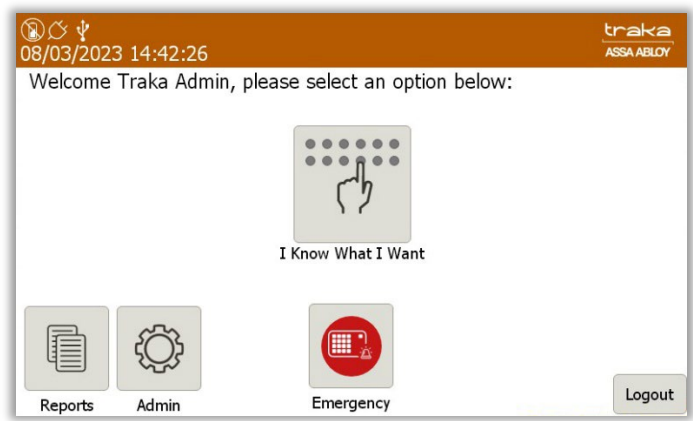 traka
08/03/2023 14:42:26
ASSA ABLOY
Welcome Traka Admin, please select an option below:
I Know What I Want
Reports
Admin
Emergency
Logout